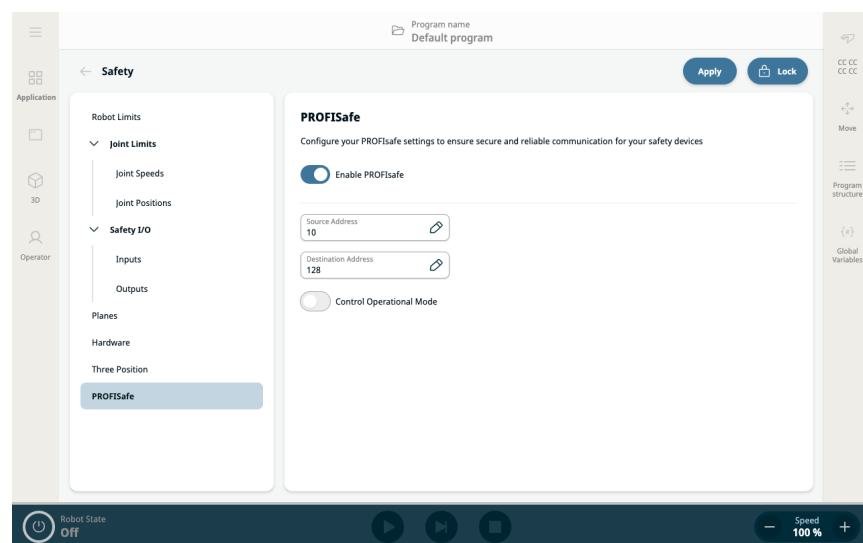 Program name
Default program
Safety
Apply
Lock
CC CC
CC CC
Application
Move
3D
Program
structure
Operator
Global
Variables
Robot Limits
Joint Limits
Joint Speeds
Joint Positions
Safety I/O
Inputs
Outputs
Planes
Hardware
Three Position
PROFISafe
PROFISafe
Configure your PROFIsafe settings to ensure secure and reliable communication for your safety devices
Enable PROFIsafe
Source Address
10
Destination Address
128
Control Operational Mode
Robot State
Off
Speed
100 %